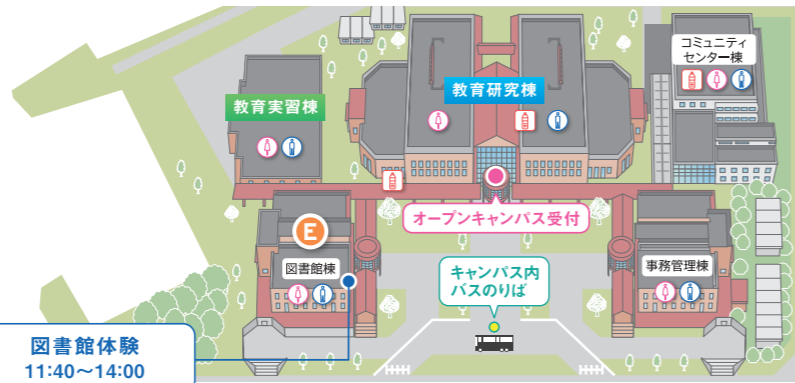 コミュニティ
センター棟
教育研究棟
教育実習棟
オープンキャンパス受付
E
図書館棟
キャンパス内
バスのりば
事務管理棟
図書館体験
11:40〜14:00